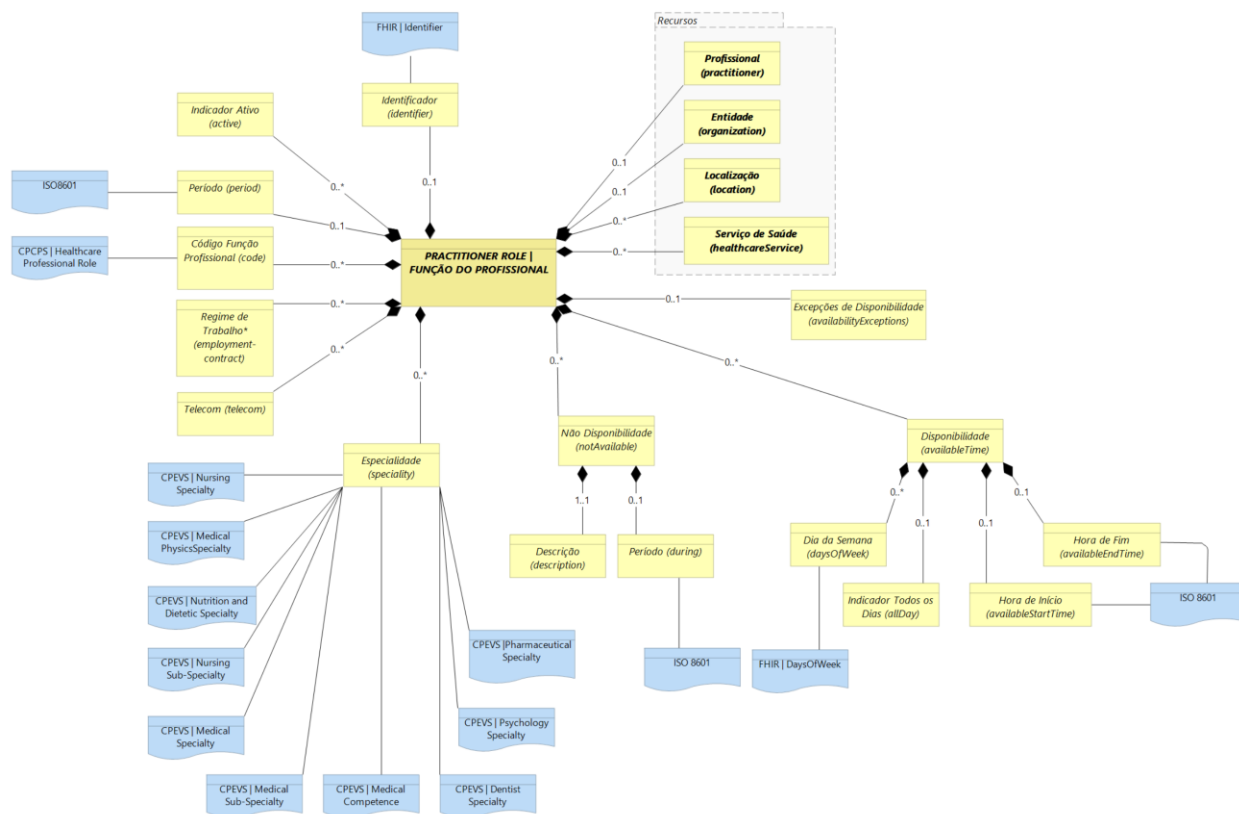 Recursos
FHIR | Identifier
Profissional
(practitioner)
Identificador
(identifier)
Indicador Ativo
(active)
Entidade
(organization)
0..1
0..1
0..1
0..*
Localização
(location)
ISO8601
Período (period)
0..1
0..*
Serviço de Saúde
(healthcareService)
0..*
CPCPS | Healthcare
Professional Role
Código Função
Profissional (code)
0..*
PRACTITIONER ROLE |
FUNÇÃO DO PROFISSIONAL
0..1
Excepções de Disponibilidade
(availabilityExceptions)
Regime de
Trabalho*
(employment-
contract)
0..*
0..*
Telecom (telecom)
0..*
0..*
0..*
Não Disponibilidade
(notAvailable)
Disponibilidade
(availableTime)
Especialidade
(speciality)
CPEVS | Nursing
Specialty
CPEVS | Medical
PhysicsSpecialty
CPEVS | Nutrition and
Dietetic Specialty
CPEVS | Nursing
Sub-Specialty
CPEVS | Medical
Specialty
CPEVS | Medical
Sub-Specialty
CPEVS | Medical
Competence
CPEVS | Dentist
Specialty
CPEVS | Psychology
Specialty
CPEVS |Pharmaceutical
Specialty
1..1
0..1
Descrição
(description)
Período (during)
ISO 8601
0..*
0..1
0..1
0..1
Dia da Semana
(daysOfWeek)
Hora de Fim
(availableEndTime)
Indicador Todos os
Dias (allDay)
Hora de Início
(availableStartTime)
ISO 8601
FHIR | DaysOfWeek